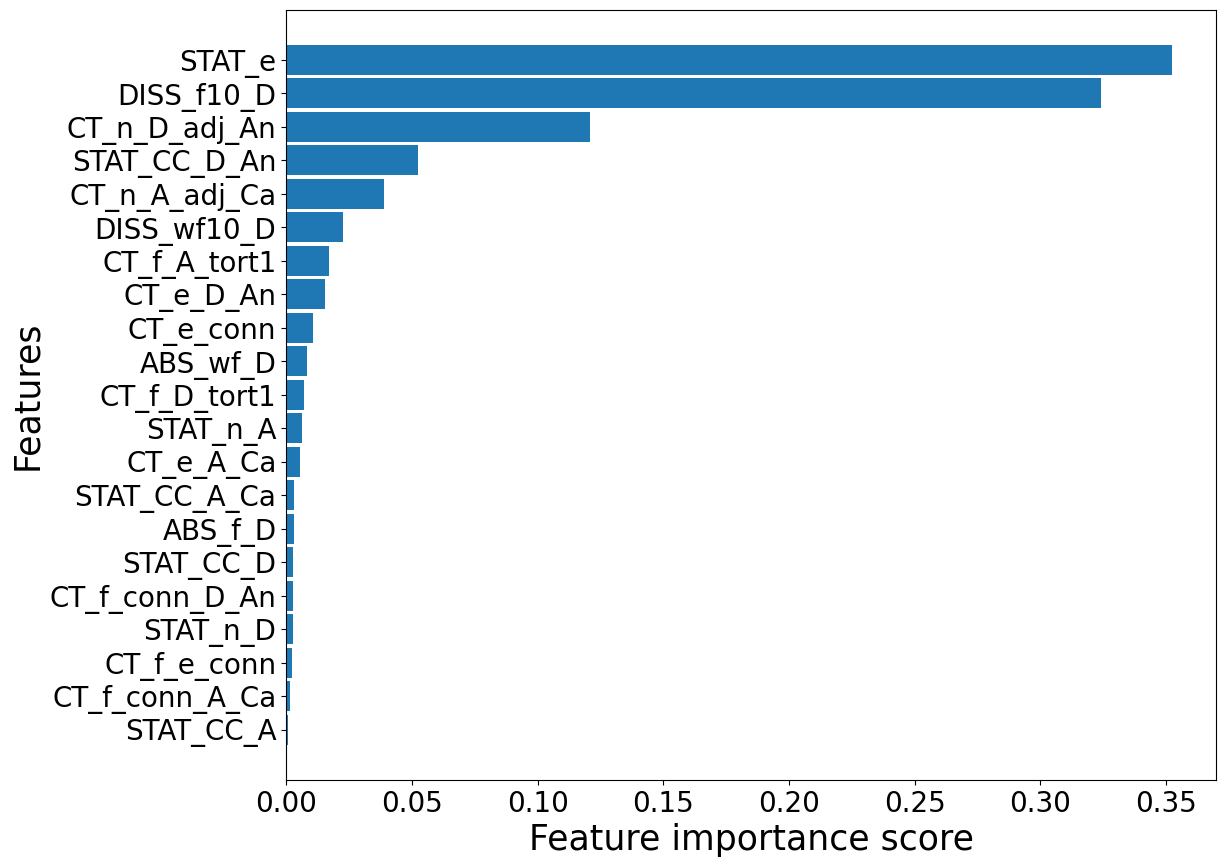 STAT_e
DISS_f10_D
CT_n_D_adj_An
STAT_CC_D_An
CT_n_A_adj_Ca
DISS_wf10_D
CT_f_A_tort1
CT_e_D_An
CT_e_conn
ABS_wf_D
CT_f_D_tort1
STAT_n_A
CT_e_A_Ca
STAT_CC_A_Ca
ABS_f_D
STAT_CC_D
CT_f_conn_D_An
STAT_n_D
CT_f_e_conn
CT_f_conn_A_Ca
STAT_CC_A
Features
0.00 0.05 0.10 0.15 0.20 0.25 0.30 0.35
Feature importance score